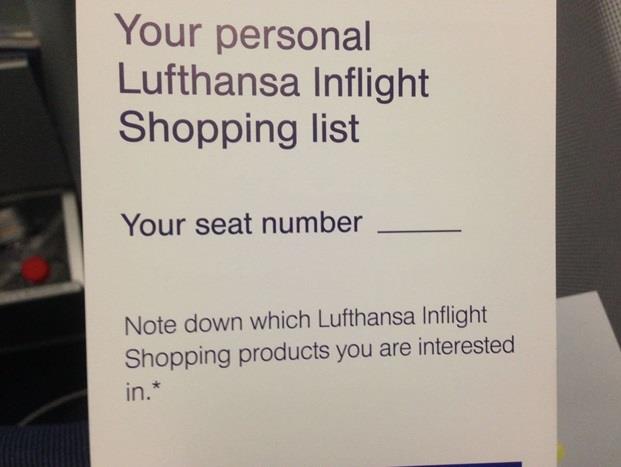 Your personal
Lufthansa Inflight
Shopping list
Your seat number ______
Note down which Lufthansa Inflight
Shopping products you are interested
in.*